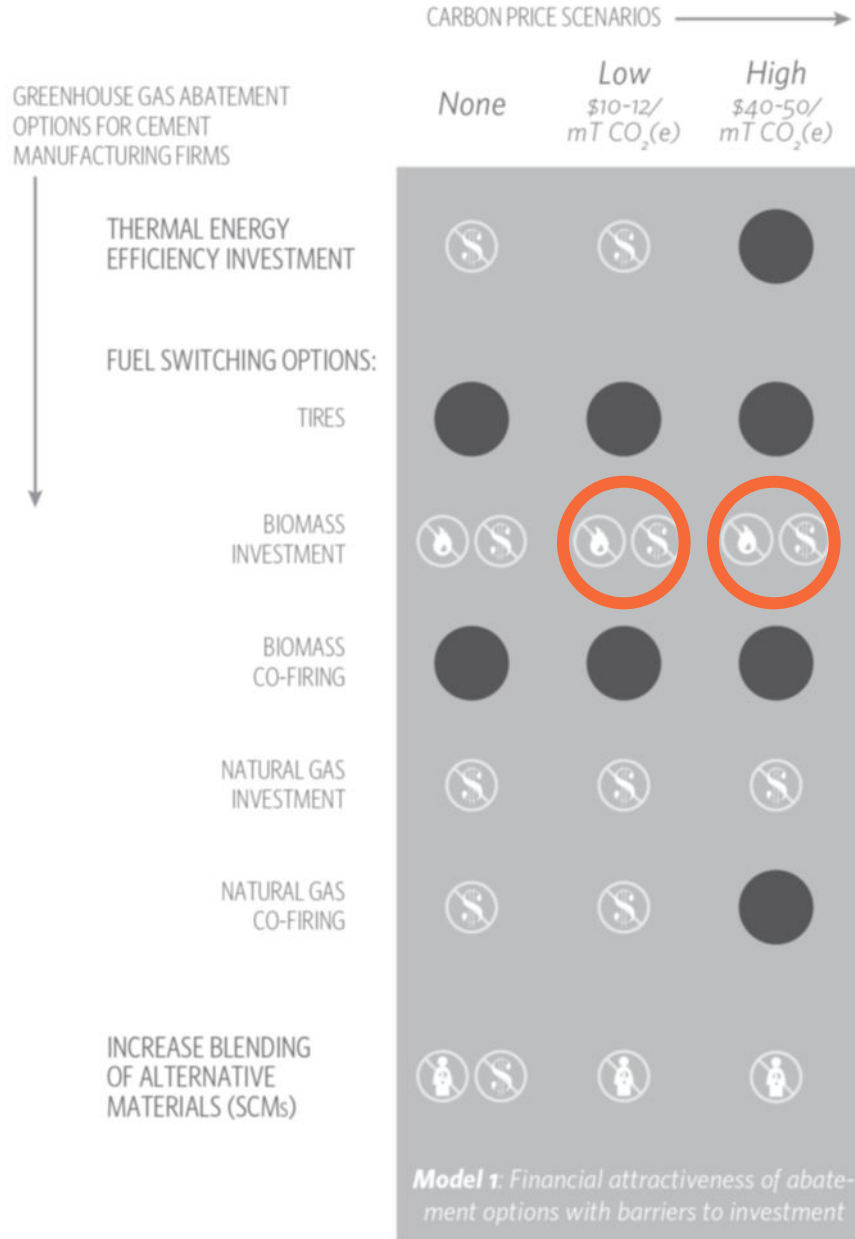 CARBON PRICE SCENARIOS
GREENHOUSE GAS ABATEMENT
OPTIONS FOR CEMENT
MANUFACTURING FIRMS
None
Low
$10-12/
mT CO₂(e)
High
$40-50/
mT CO₂(e)
THERMAL ENERGY
EFFICIENCY INVESTMENT
FUEL SWITCHING OPTIONS:
TIRES
BIOMASS
INVESTMENT
BIOMASS
CO-FIRING
NATURAL GAS
INVESTMENT
NATURAL GAS
CO-FIRING
INCREASE BLENDING
OF ALTERNATIVE
MATERIALS (SCMs)
Model 1: Financial attractiveness of abate-
ment options with barriers to investment